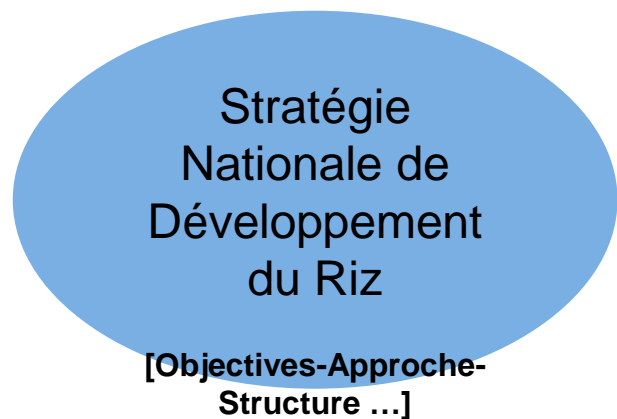 Stratégie
Nationale de
Développement
du Riz
[Objectives-Approche-
Structure ...]